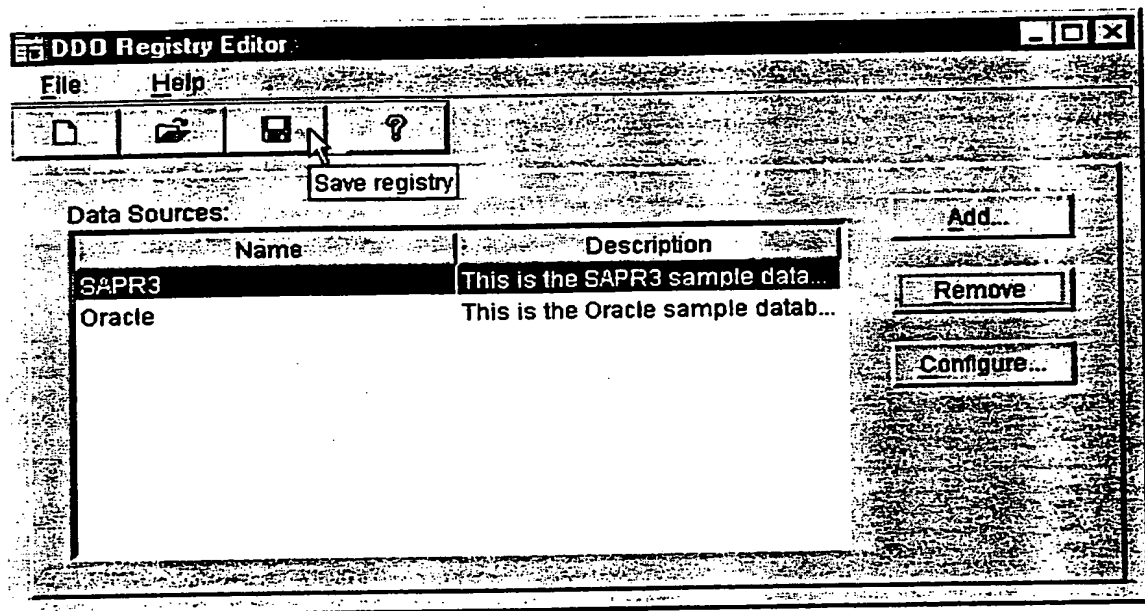 DDO Registry Editor
File Help
Save registry
Data Sources:
Name Description
SAPR3 This is the SAPR3 sample data...
Oracle This is the Oracle sample datab...
Add...
Remove
Configure...